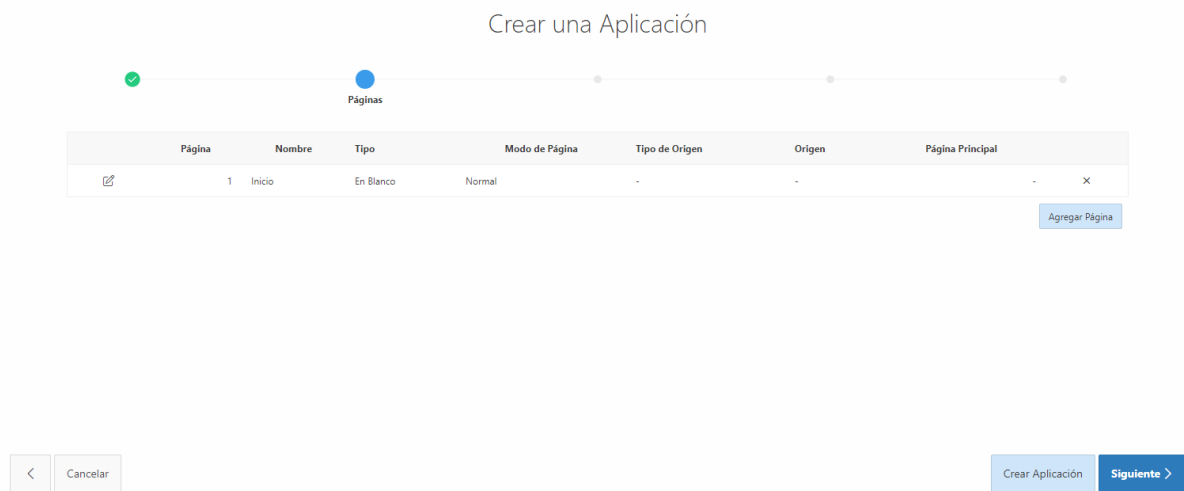 Crear una Aplicación
Páginas
Página Nombre Tipo Modo de Página Tipo de Origen Origen Página Principal
1 Inicio En Blanco Normal - - -
Agregar Página
Cancelar Crear Aplicación Siguiente